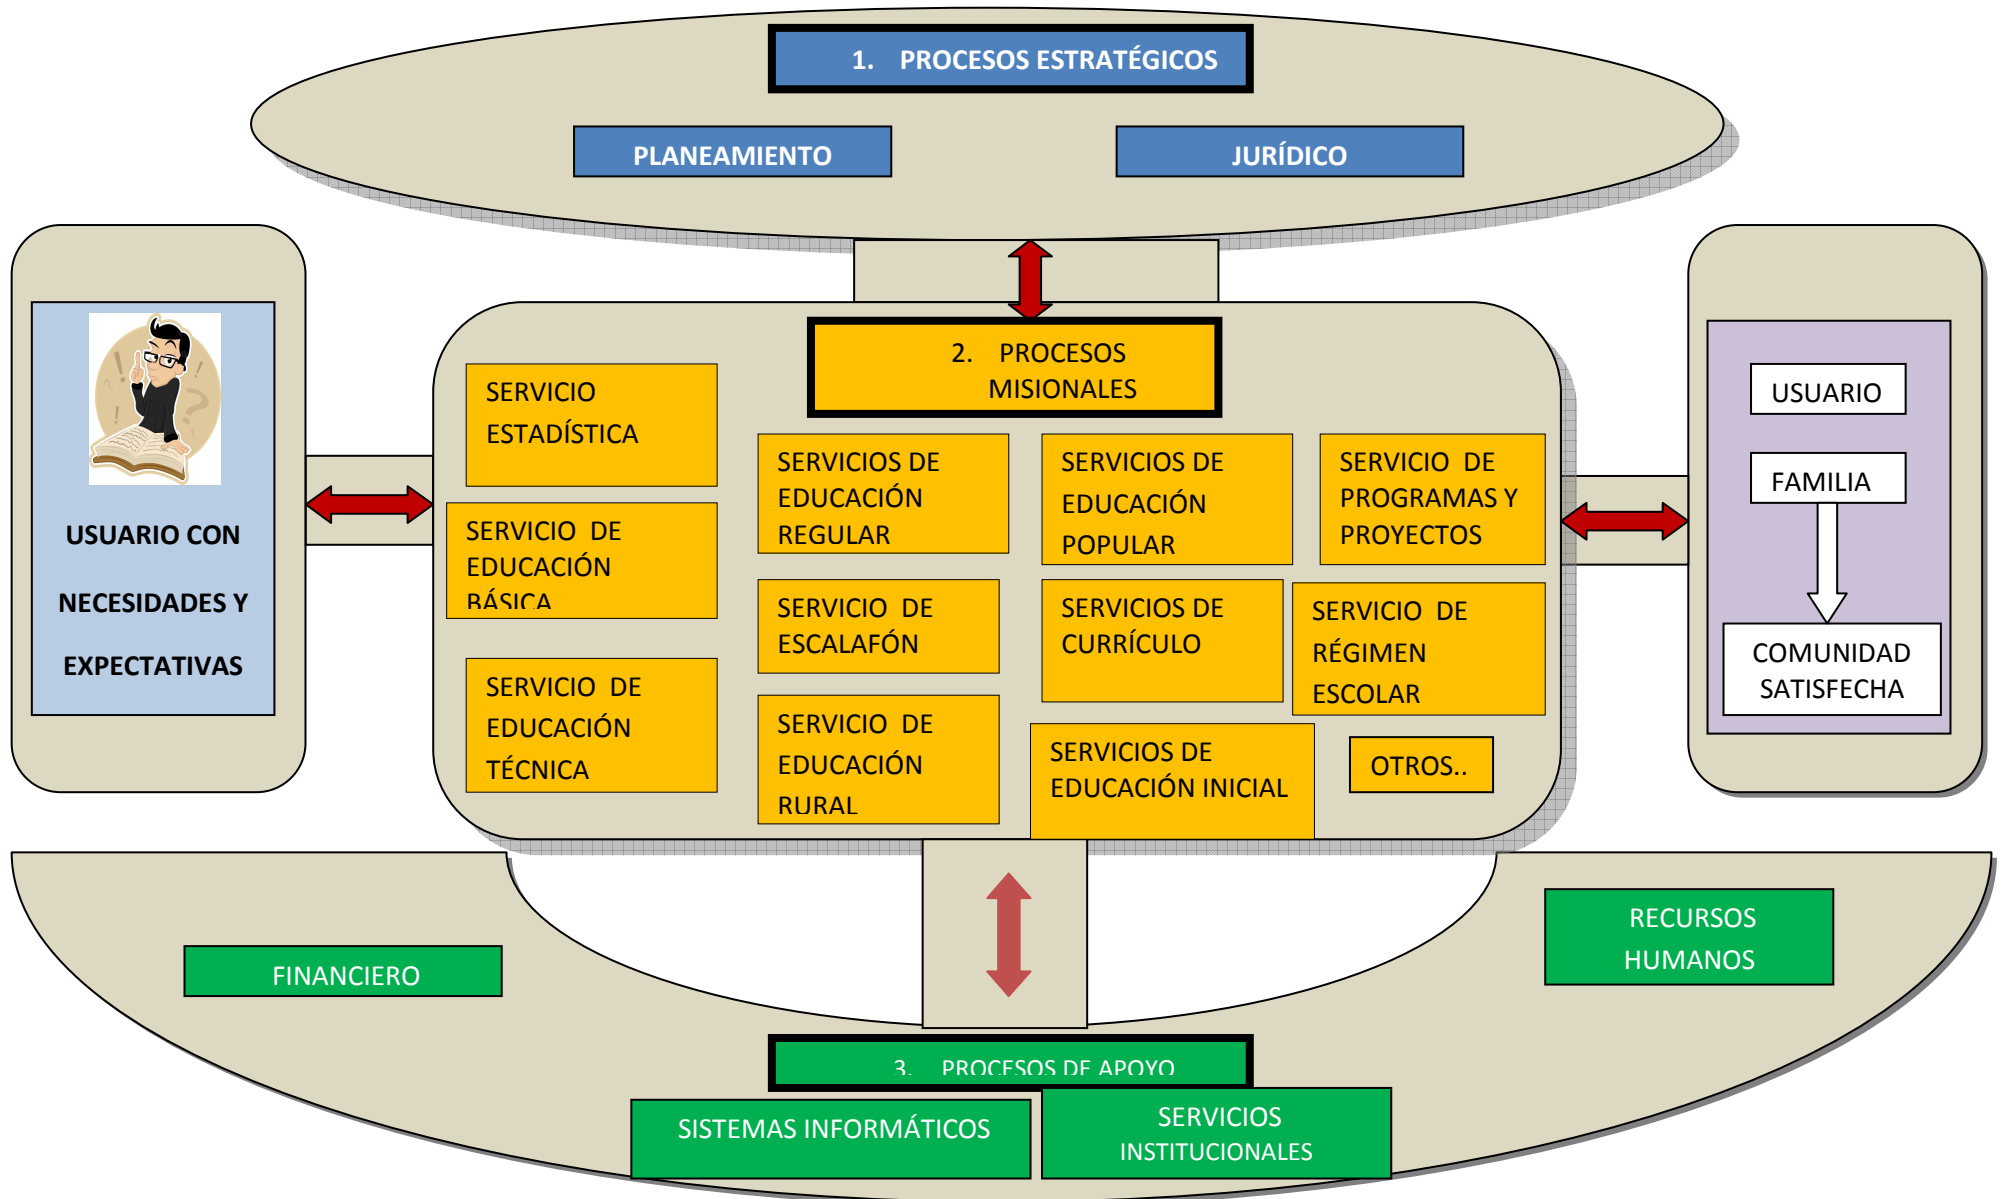 1. PROCESOS ESTRATÉGICOS
PLANEAMIENTO
JURÍDICO
USUARIO CON
NECESIDADES Y
EXPECTATIVAS
2. PROCESOS
MISIONALES
SERVICIO
ESTADÍSTICA
SERVICIO DE
EDUCACIÓN
BÁSICA
SERVICIO DE
EDUCACIÓN
TÉCNICA
SERVICIOS DE
EDUCACIÓN
REGULAR
SERVICIO DE
ESCALAFÓN
SERVICIO DE
EDUCACIÓN
RURAL
SERVICIOS DE
EDUCACIÓN
POPULAR
SERVICIOS DE
CURRÍCULO
SERVICIOS DE
EDUCACIÓN INICIAL
SERVICIO DE
PROGRAMAS Y
PROYECTOS
SERVICIO DE
RÉGIMEN
ESCOLAR
OTROS..
USUARIO
FAMILIA
COMUNIDAD
SATISFECHA
FINANCIERO
RECURSOS
HUMANOS
3. PROCESOS DE APOYO
SISTEMAS INFORMÁTICOS
SERVICIOS
INSTITUCIONALES